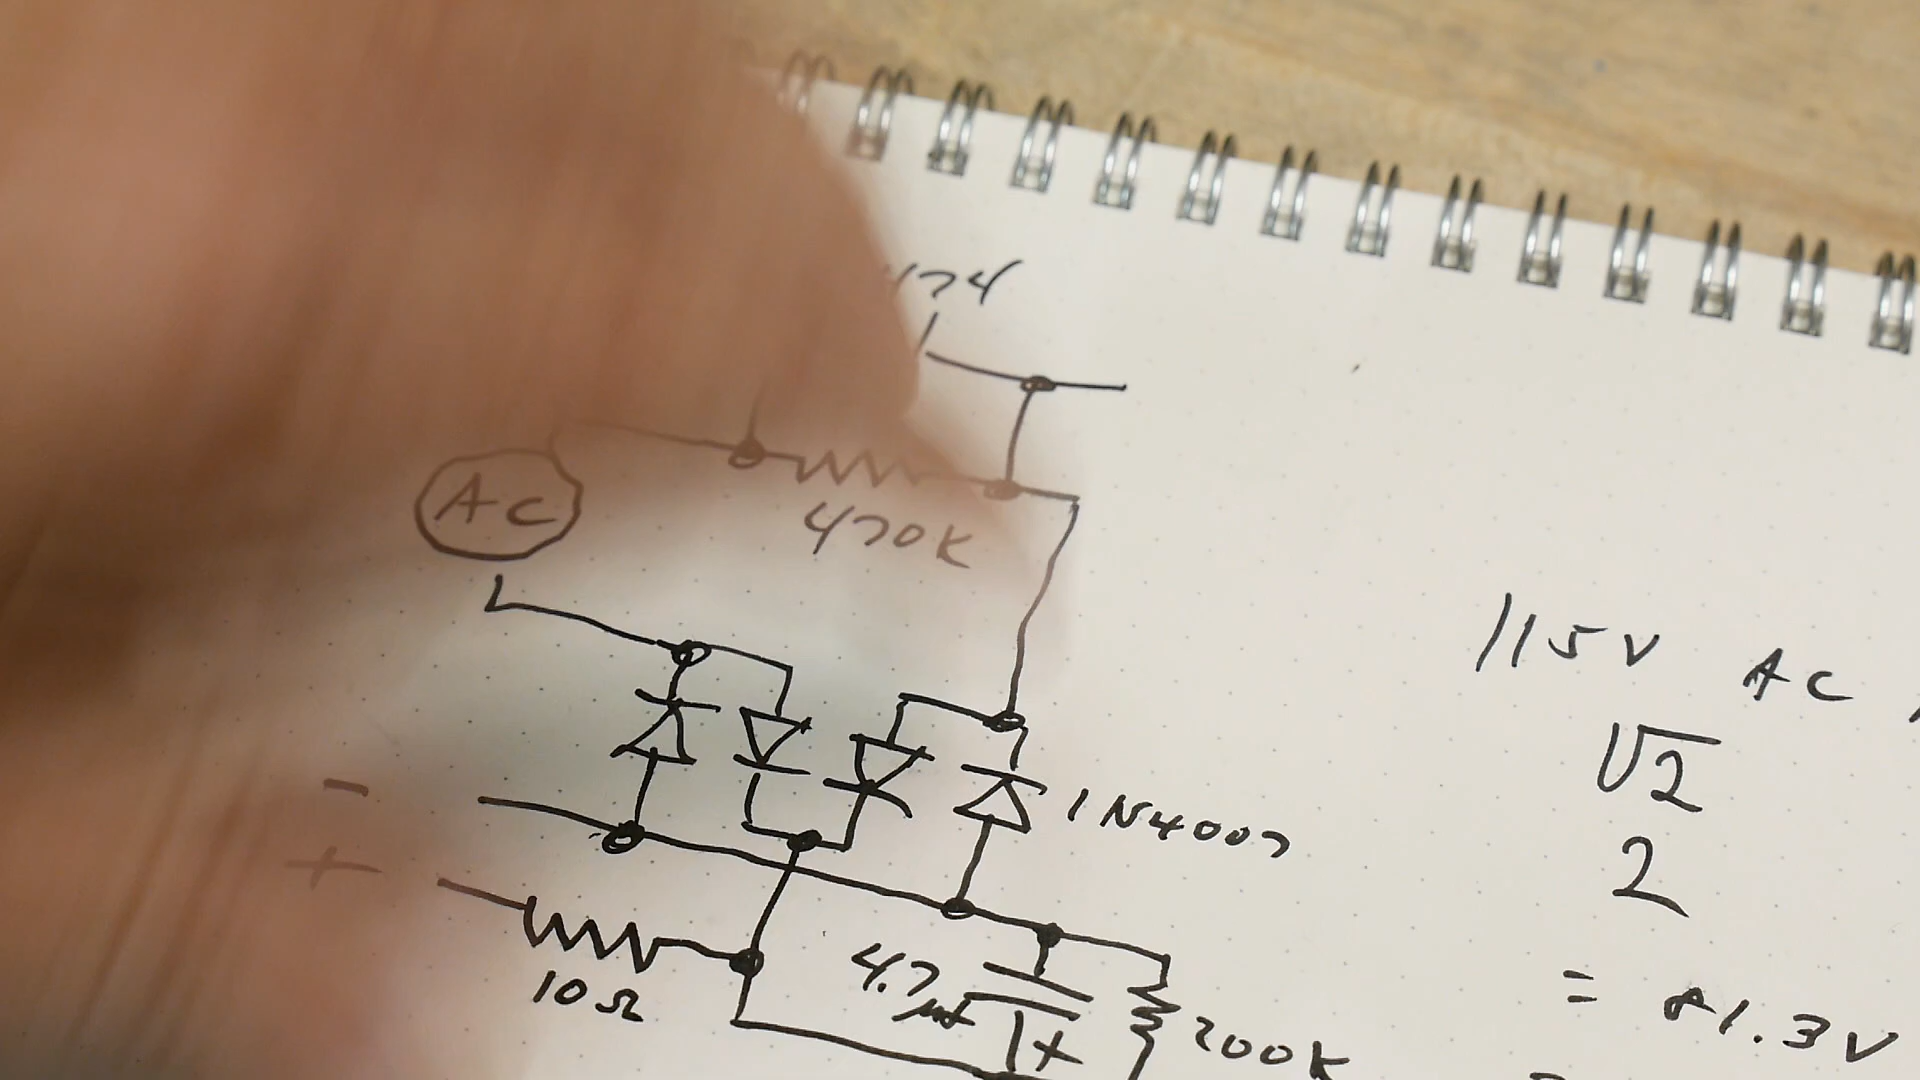 474
AC
470K
115V AC
√2
1N4007
2
-
+
10Ω
4.7
+
200K
= 81.3V